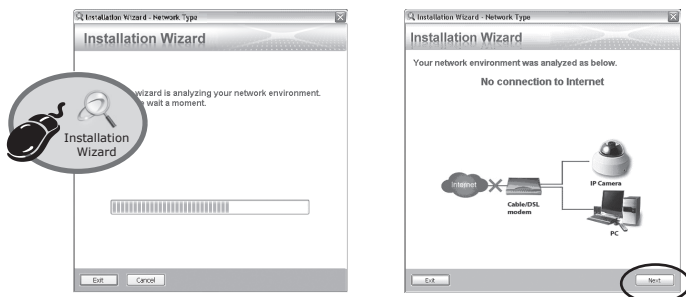 Installation Wizard - Network Type
Installation Wizard
wizard is analyzing your network environment.
wait a moment.
Installation
Wizard
Exit
Cancel
Installation Wizard - Network Type
Installation Wizard
Your network environment was analyzed as below.
No connection to Internet
Internet
Cable/DSL
modem
IP Camera
PC
Exit
Next